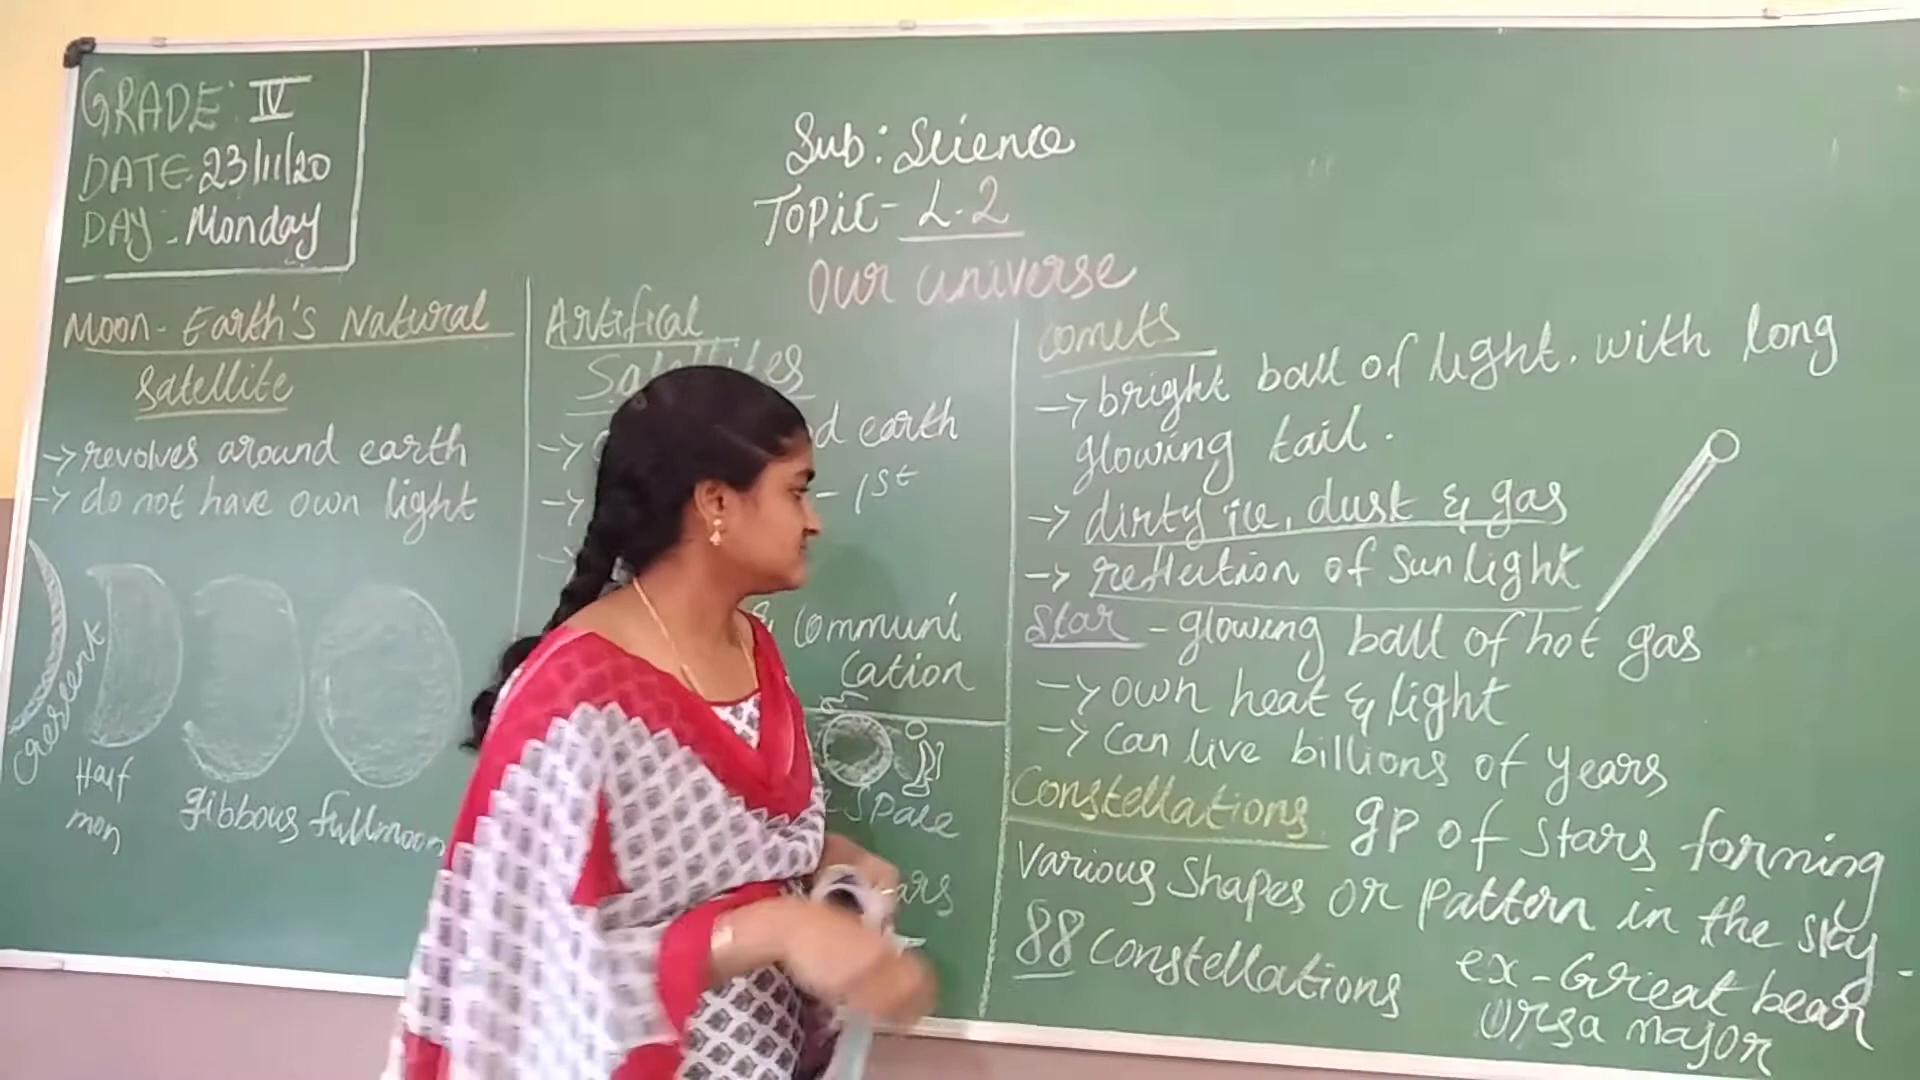 GRADE: IV
DATE-23/11/20
DAY- Monday
Sub: Science
Topic- L-2
Our universe
Moon- Earth's Natural
Satellite
-> revolves around earth
-> do not have own light
crescent
Half
mon
gibbous fullmoon
Artifical
Satellites
earth
- 1st
& communi
cation
space
comets
-> bright ball of light. with long
glowing tail.
-> dirty ice, dust & gas
-> reflection of Sun light
Star - glowing ball of hot gas
-> own heat & light
-> can live billions of years
Constellations. gp of stars forming
various shapes or pattern in the sky.
88 constellations ex- Great bear
Ursa major